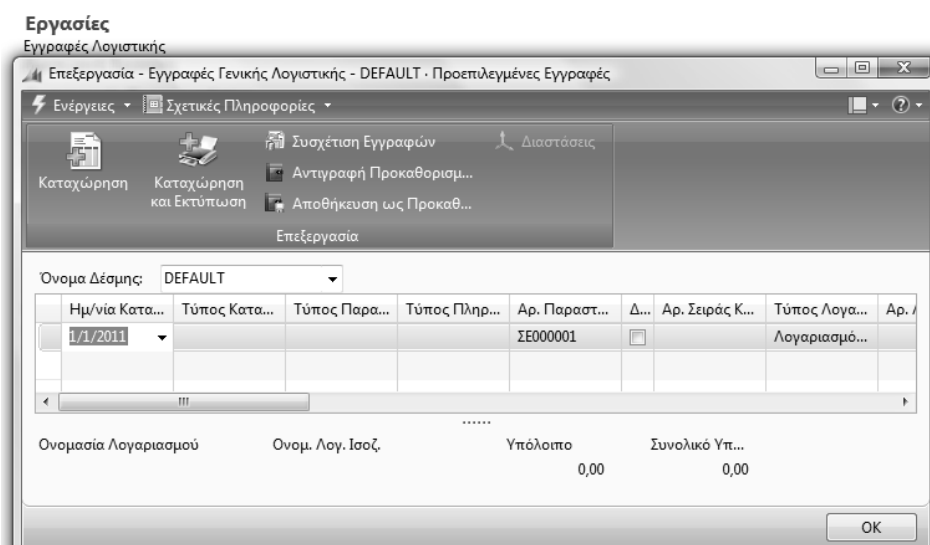 Εργασίες
Εγγραφές Λογιστικής
Επεξεργασία - Εγγραφές Γενικής Λογιστικής - DEFAULT · Προεπιλεγμένες Εγγραφές
Ενέργειες Σχετικές Πληροφορίες
Συσχέτιση Εγγραφών Διαστάσεις
Καταχώρηση Καταχώρηση και Εκτύπωση Αντιγραφή Προκαθορισμ...
Αποθήκευση ως Προκαθ...
Επεξεργασία
Όνομα Δέσμης: DEFAULT
Ημ/νία Κατα... Τύπος Κατα... Τύπος Παρα... Τύπος Πληρ... Αρ. Παραστ... Δ... Αρ. Σειράς Κ... Τύπος Λογα... Αρ.
1/1/2011 ΣΕ000001 Λογαριασμό...
Ονομασία Λογαριασμού Ονομ. Λογ. Ισοζ. Υπόλοιπο Συνολικό Υπ...
0,00 0,00
OK